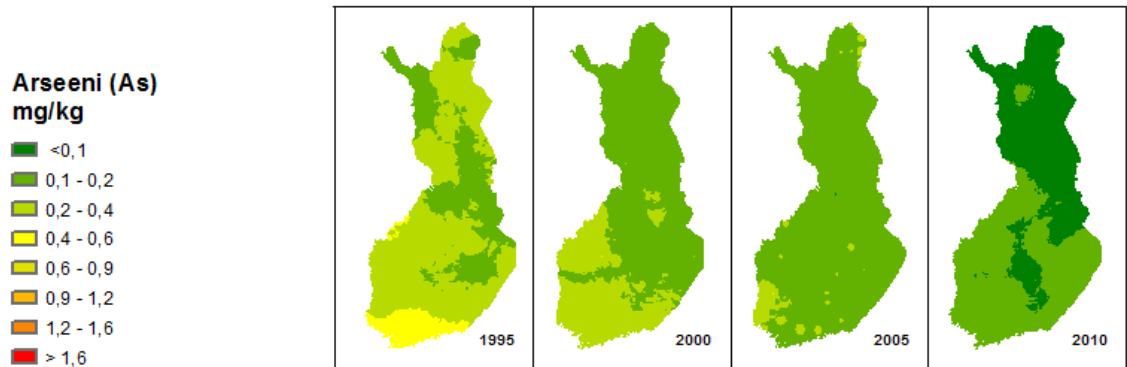 Arseeni (As)
mg/kg
<0,1
0,1 - 0,2
0,2 - 0,4
0,4 - 0,6
0,6 - 0,9
0,9 - 1,2
1,2 - 1,6
> 1,6
1995
2000
2005
2010